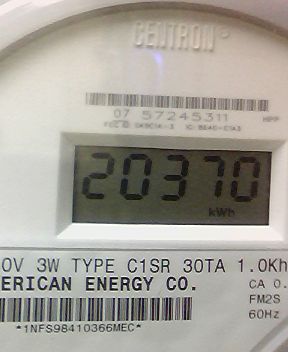 CENTRON
07 57245311 HPP
20370
kWh
0V 3W TYPE C1SR 30TA 1.0Kh
ERICAN ENERGY CO. CA 0.
FM2S
60Hz
*1NFS98410366MEC*